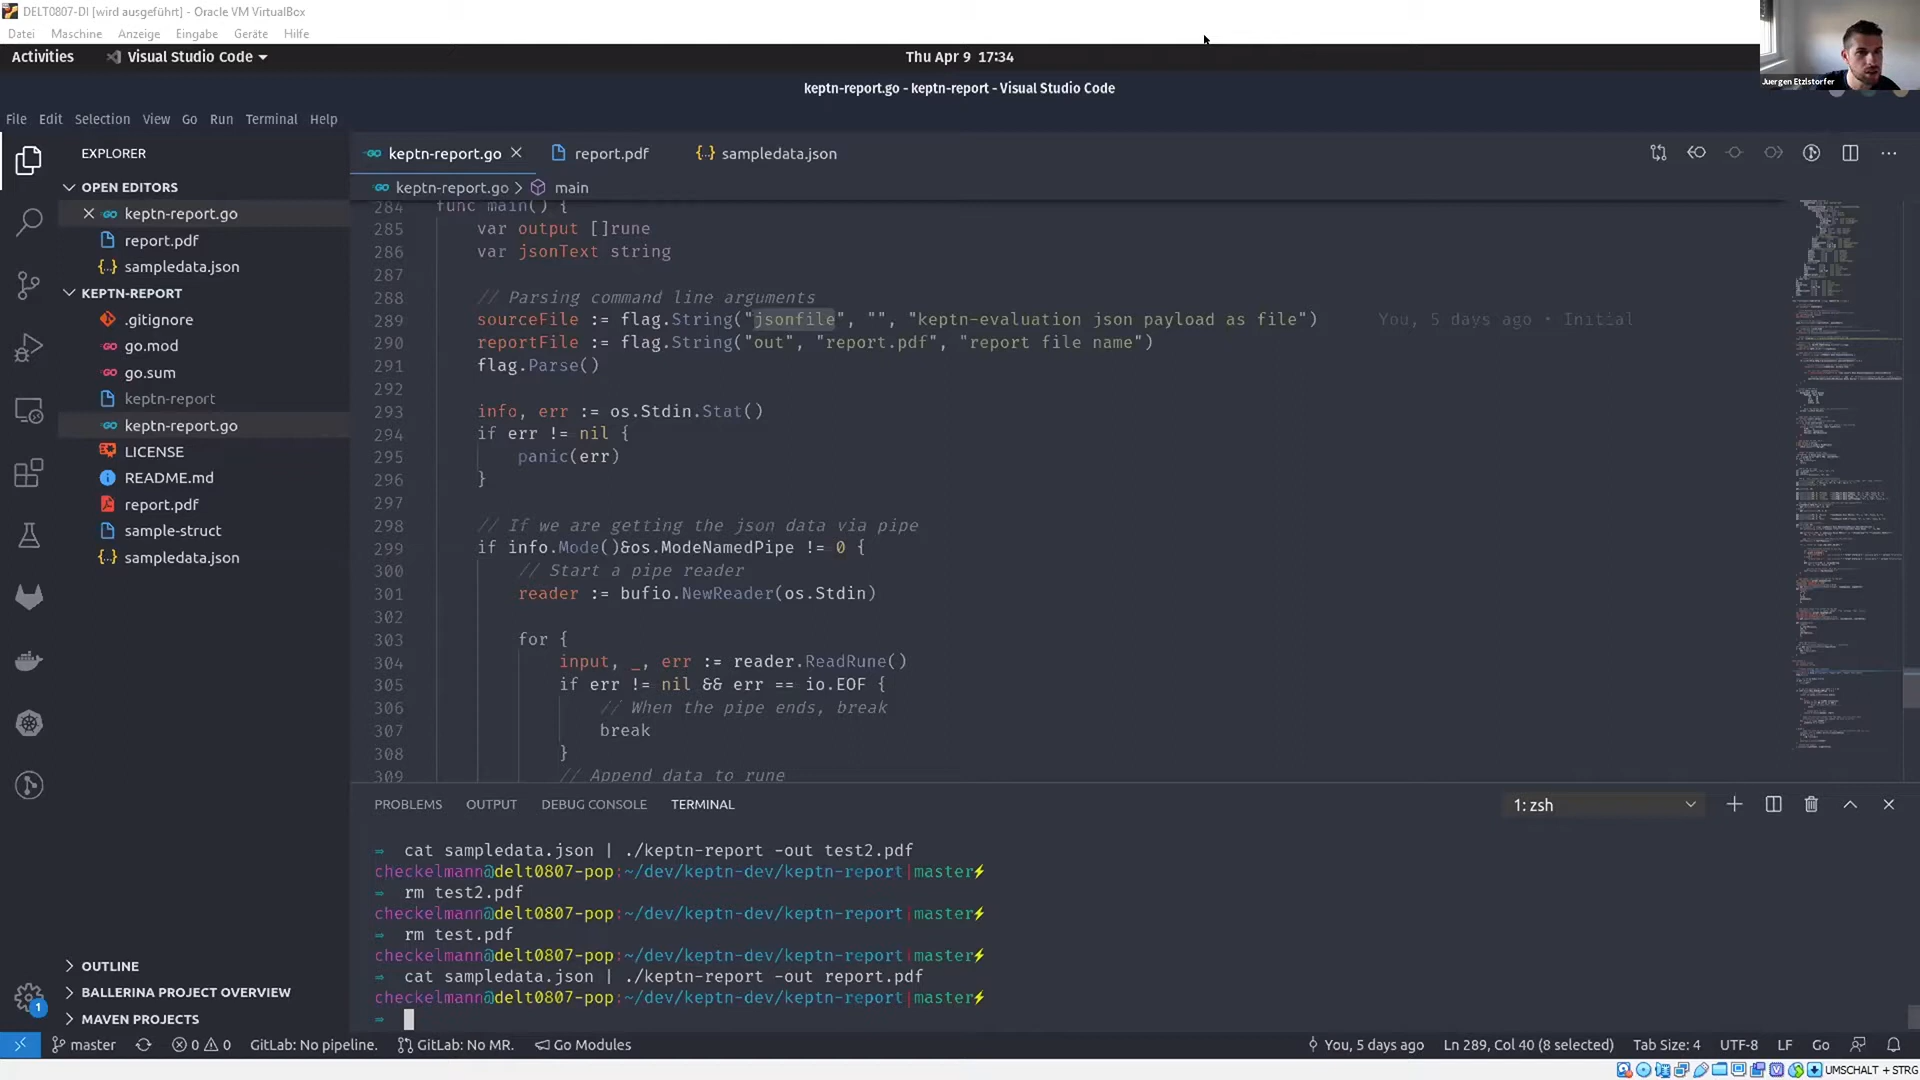 DELT0807-DI [wird ausgeführt] - Oracle VM VirtualBox
Datei Maschine Anzeige Eingabe Geräte Hilfe
Activities Visual Studio Code Thu Apr 9 17:34
Juergen Etzlstorfer
keptn-report.go - keptn-report - Visual Studio Code
File Edit Selection View Go Run Terminal Help
EXPLORER
OPEN EDITORS
keptn-report.go
report.pdf
sampledata.json
KEPTN-REPORT
.gitignore
go.mod
go.sum
keptn-report
keptn-report.go
LICENSE
README.md
report.pdf
sample-struct
sampledata.json
OUTLINE
BALLERINA PROJECT OVERVIEW
MAVEN PROJECTS
keptn-report.go report.pdf {} sampledata.json
keptn-report.go > main
284 func main() {
285 var output []rune
286 var jsonText string
287
288 // Parsing command line arguments
289 sourceFile := flag.String("jsonfile", "", "keptn-evaluation json payload as file") You, 5 days ago • Initial
290 reportFile := flag.String("out", "report.pdf", "report file name")
291 flag.Parse()
292
293 info, err := os.Stdin.Stat()
294 if err != nil {
295 panic(err)
296 }
297
298 // If we are getting the json data via pipe
299 if info.Mode()&os.ModeNamedPipe != 0 {
300 // Start a pipe reader
301 reader := bufio.NewReader(os.Stdin)
302
303 for {
304 input, _, err := reader.ReadRune()
305 if err != nil && err == io.EOF {
306 // When the pipe ends, break
307 break
308 }
309 // Append data to rune
PROBLEMS OUTPUT DEBUG CONSOLE TERMINAL 1: zsh
⇒ cat sampledata.json | ./keptn-report -out test2.pdf
checkelmann@delt0807-pop:~/dev/keptn-dev/keptn-report|master⚡
⇒ rm test2.pdf
checkelmann@delt0807-pop:~/dev/keptn-dev/keptn-report|master⚡
⇒ rm test.pdf
checkelmann@delt0807-pop:~/dev/keptn-dev/keptn-report|master⚡
⇒ cat sampledata.json | ./keptn-report -out report.pdf
checkelmann@delt0807-pop:~/dev/keptn-dev/keptn-report|master⚡
⇒
1
master 0 0 GitLab: No pipeline. GitLab: No MR. Go Modules You, 5 days ago Ln 289, Col 40 (8 selected) Tab Size: 4 UTF-8 LF Go
UMSCHALT + STRG